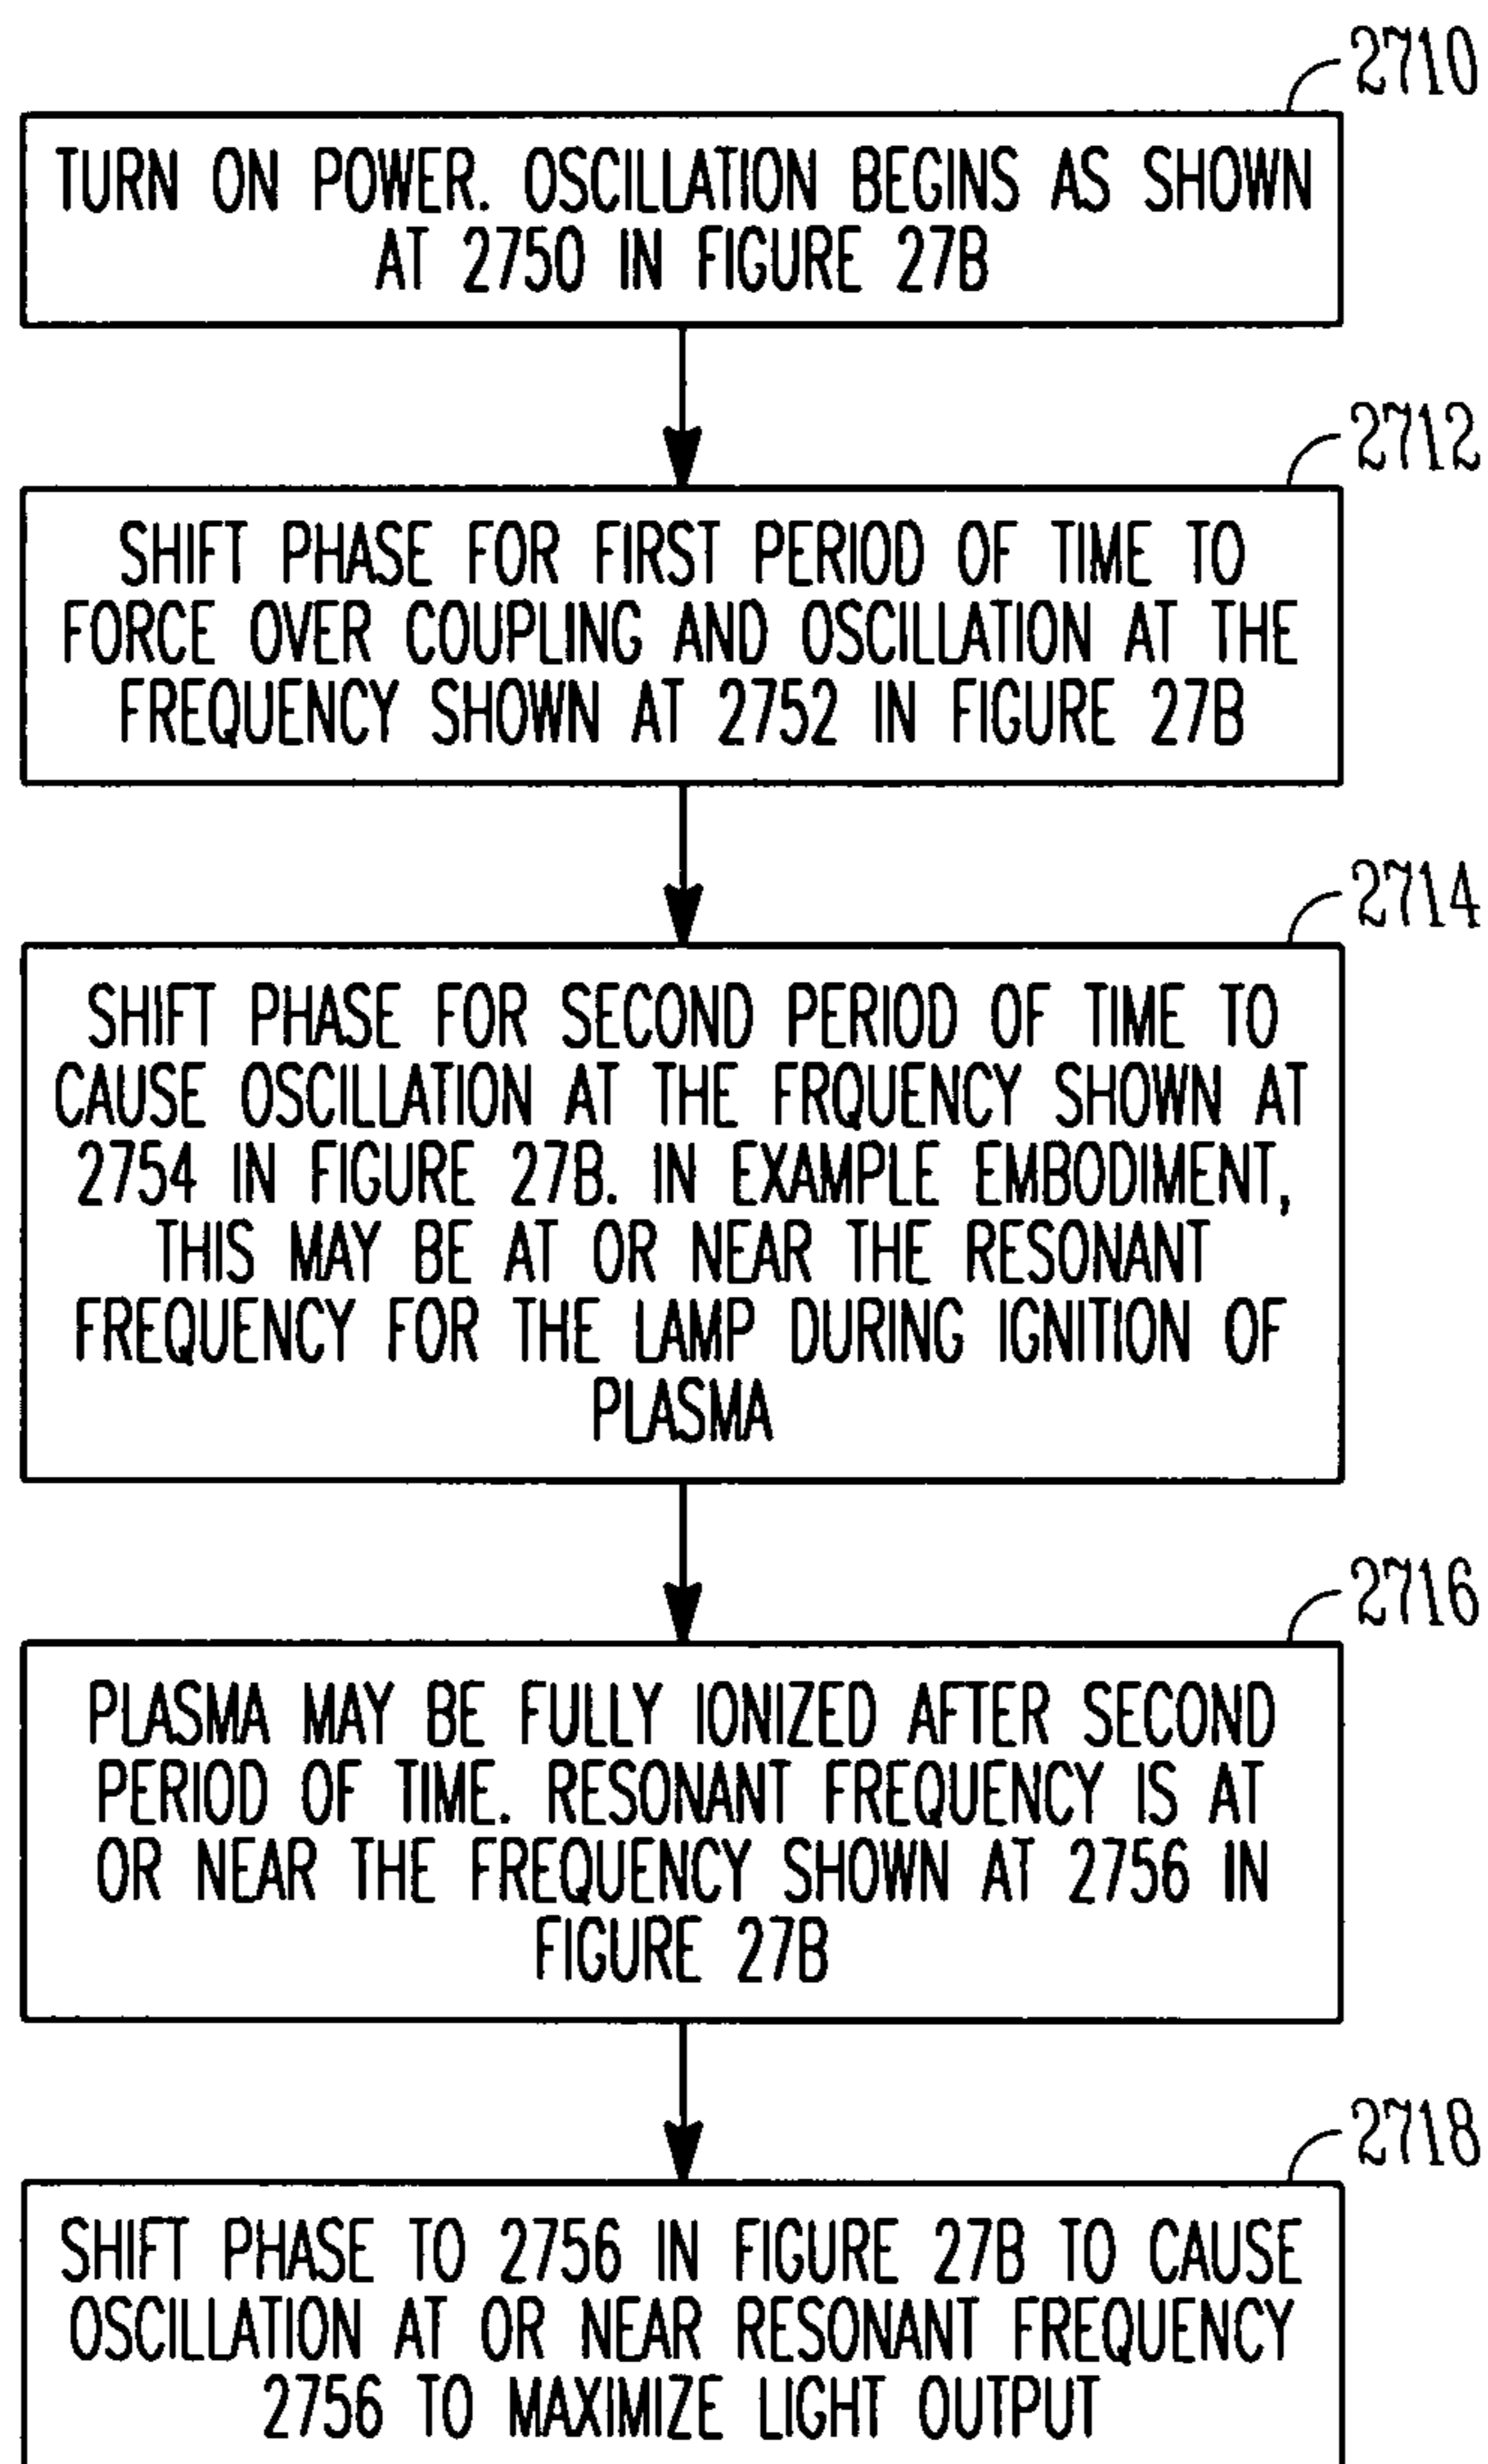 2710
TURN ON POWER. OSCILLATION BEGINS AS SHOWN
AT 2750 IN FIGURE 27B
2712
SHIFT PHASE FOR FIRST PERIOD OF TIME TO
FORCE OVER COUPLING AND OSCILLATION AT THE
FREQUENCY SHOWN AT 2752 IN FIGURE 27B
2714
SHIFT PHASE FOR SECOND PERIOD OF TIME TO
CAUSE OSCILLATION AT THE FRQUENCY SHOWN AT
2754 IN FIGURE 27B. IN EXAMPLE EMBODIMENT,
THIS MAY BE AT OR NEAR THE RESONANT
FREQUENCY FOR THE LAMP DURING IGNITION OF
PLASMA
2716
PLASMA MAY BE FULLY IONIZED AFTER SECOND
PERIOD OF TIME. RESONANT FREQUENCY IS AT
OR NEAR THE FREQUENCY SHOWN AT 2756 IN
FIGURE 27B
2718
SHIFT PHASE TO 2756 IN FIGURE 27B TO CAUSE
OSCILLATION AT OR NEAR RESONANT FREQUENCY
2756 TO MAXIMIZE LIGHT OUTPUT